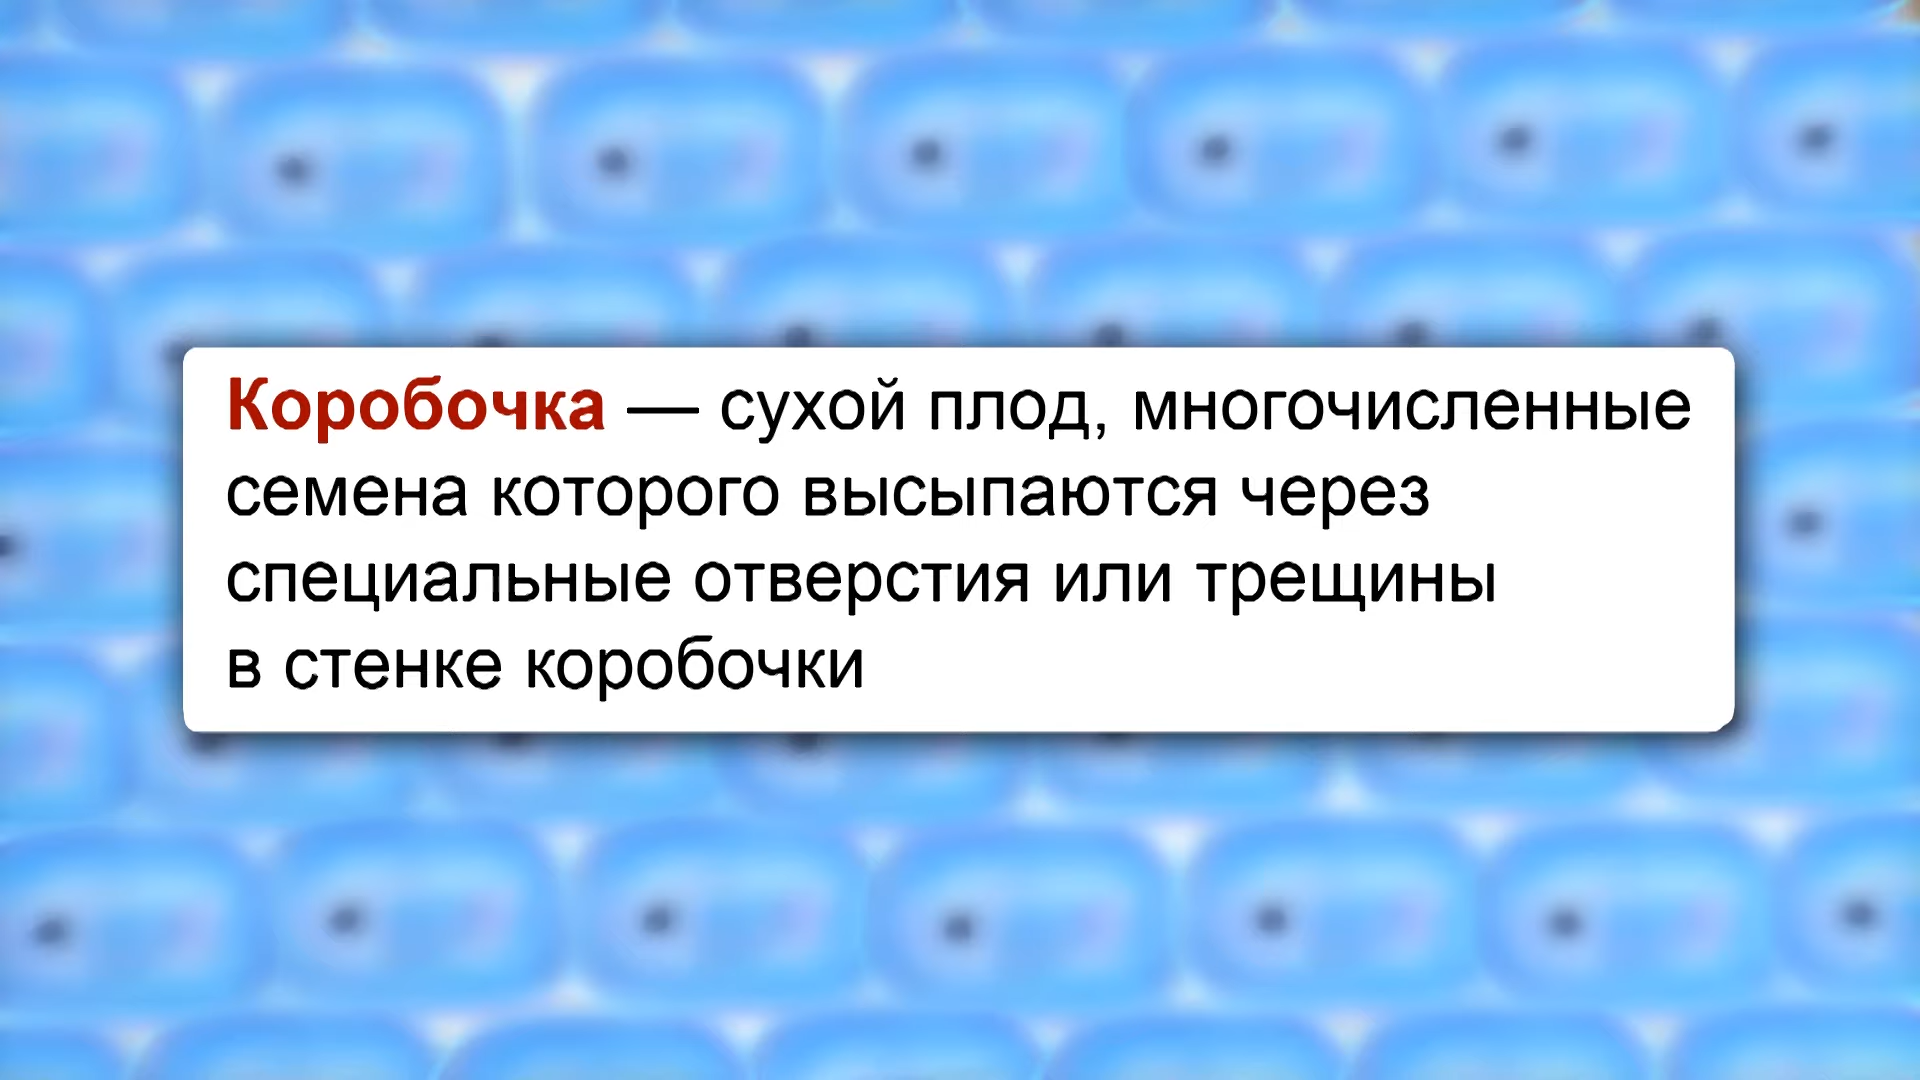 Коробочка — сухой плод, многочисленные
семена которого высыпаются через
специальные отверстия или трещины
в стенке коробочки